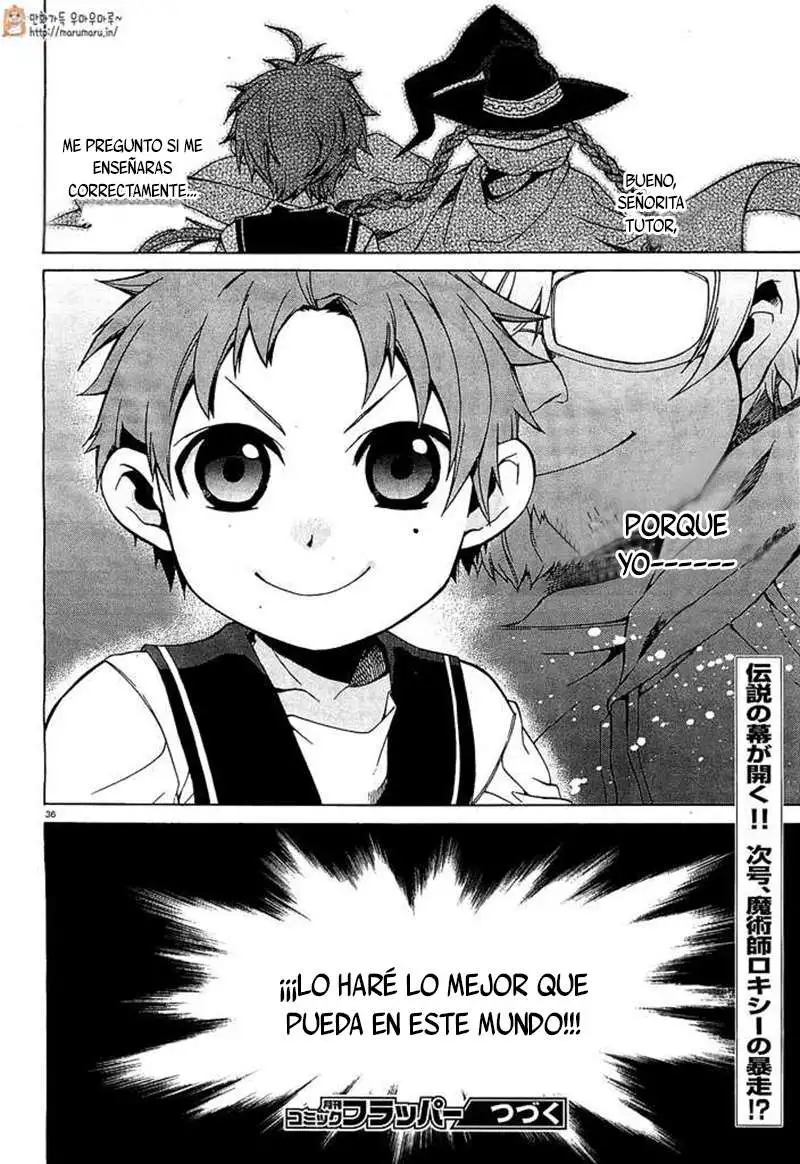 만화가득 우마우마루~
http://marumaru.in/
BUENO,
SEÑORITA
TUTOR,
ME PREGUNTO SI ME
ENSEÑARAS
CORRECTAMENTE...
PORQUE
YO------
伝説の幕が開く!! 次号、魔術師ロキシーの暴走!?
36
¡¡¡LO HARÉ LO MEJOR QUE
PUEDA EN ESTE MUNDO!!!
月刊コミックフラッパー つづく